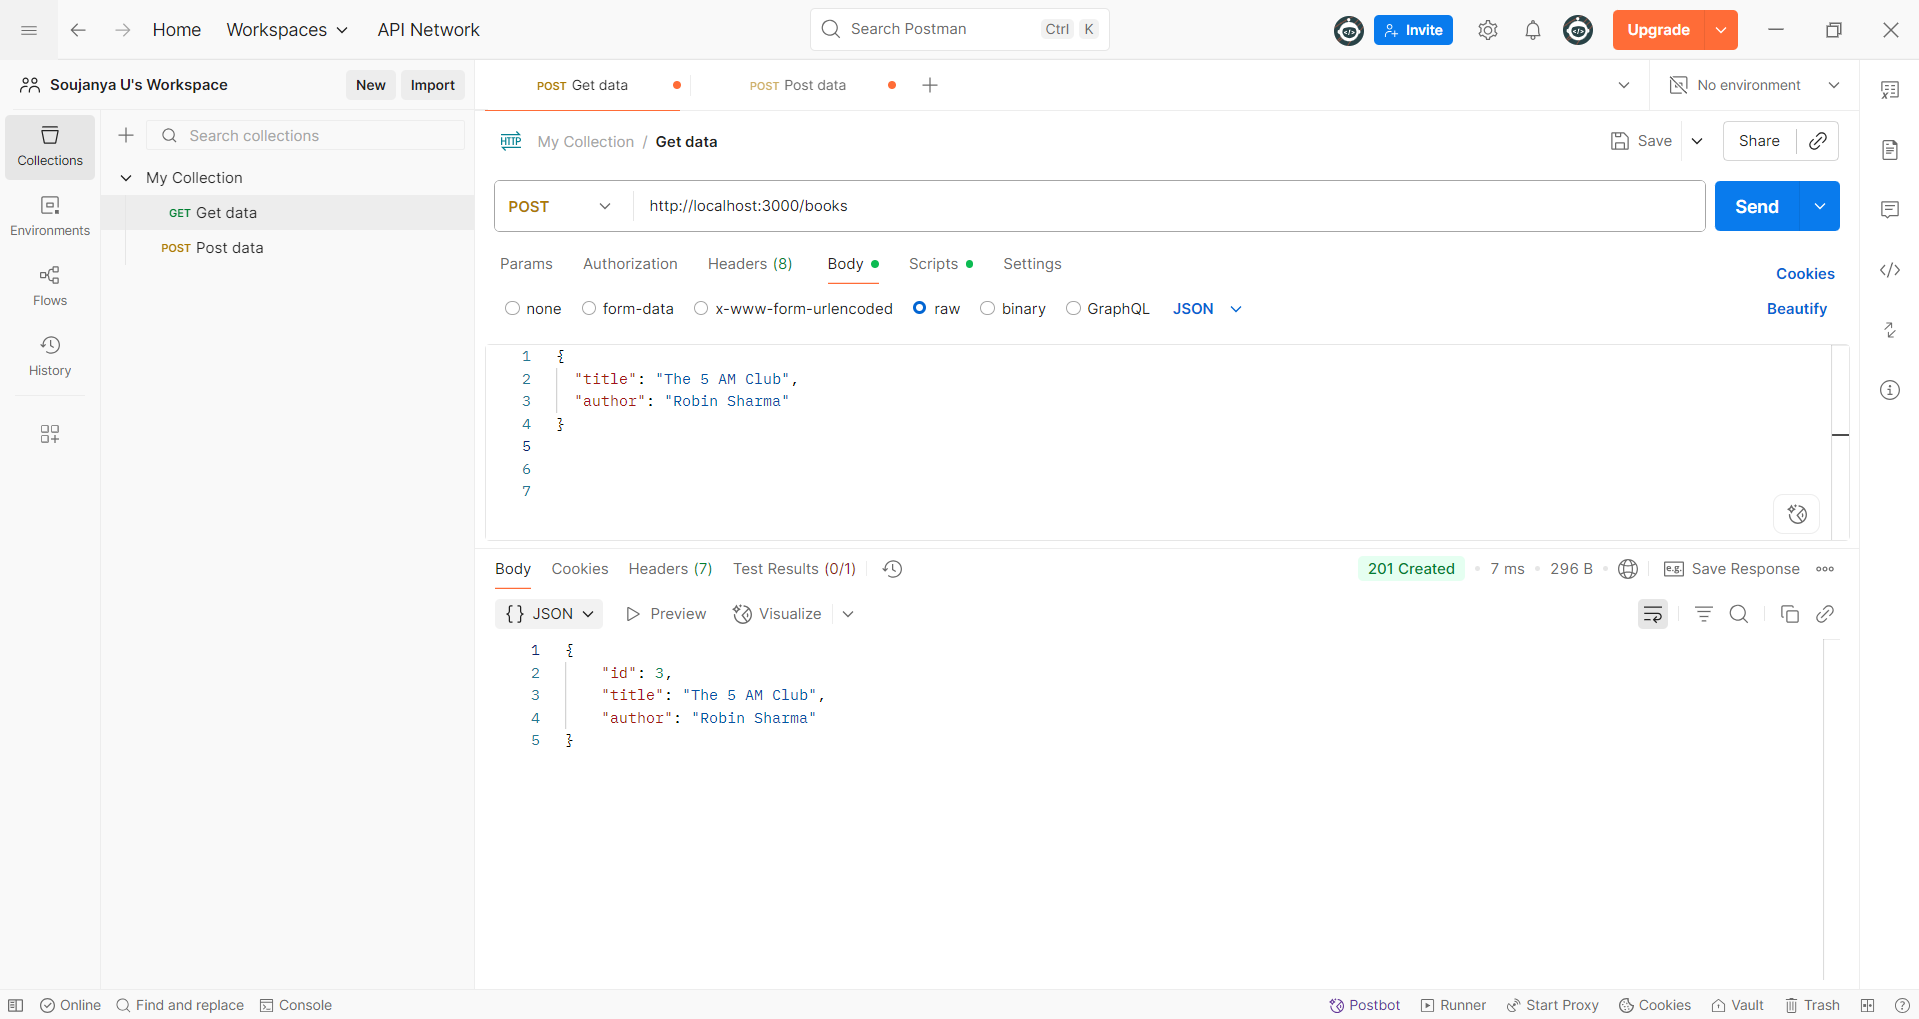 Home Workspaces API Network Search Postman Ctrl K Invite Upgrade
Soujanya U's Workspace New Import
POST Get data POST Post data No environment
Collections
Environments
Flows
History
Search collections
My Collection
GET Get data
POST Post data
HTTP My Collection / Get data Save Share
POST http://localhost:3000/books Send
Params Authorization Headers (8) Body Scripts Settings Cookies
none form-data x-www-form-urlencoded raw binary GraphQL JSON Beautify
1 {
2 "title": "The 5 AM Club",
3 "author": "Robin Sharma"
4 }
5
6
7
Body Cookies Headers (7) Test Results (0/1) 201 Created 7 ms 296 B e.g. Save Response
{} JSON Preview Visualize
1 {
2 "id": 3,
3 "title": "The 5 AM Club",
4 "author": "Robin Sharma"
5 }
Online Find and replace Console Postbot Runner Start Proxy Cookies Vault Trash